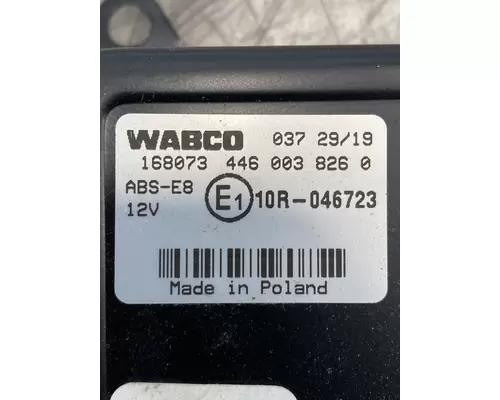 WABCO 037 29/19
168073 446 003 826 0
ABS-E8
12V
E1 10R-046723
Made in Poland